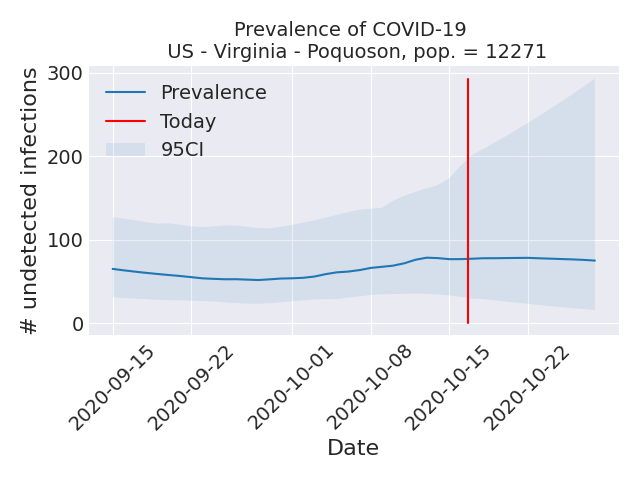 Prevalence of COVID-19
US - Virginia - Poquoson, pop. = 12271
# undetected infections
300
200
100
0
Prevalence
Today
95CI
2020-09-15
2020-09-22
2020-10-01
2020-10-08
2020-10-15
2020-10-22
Date